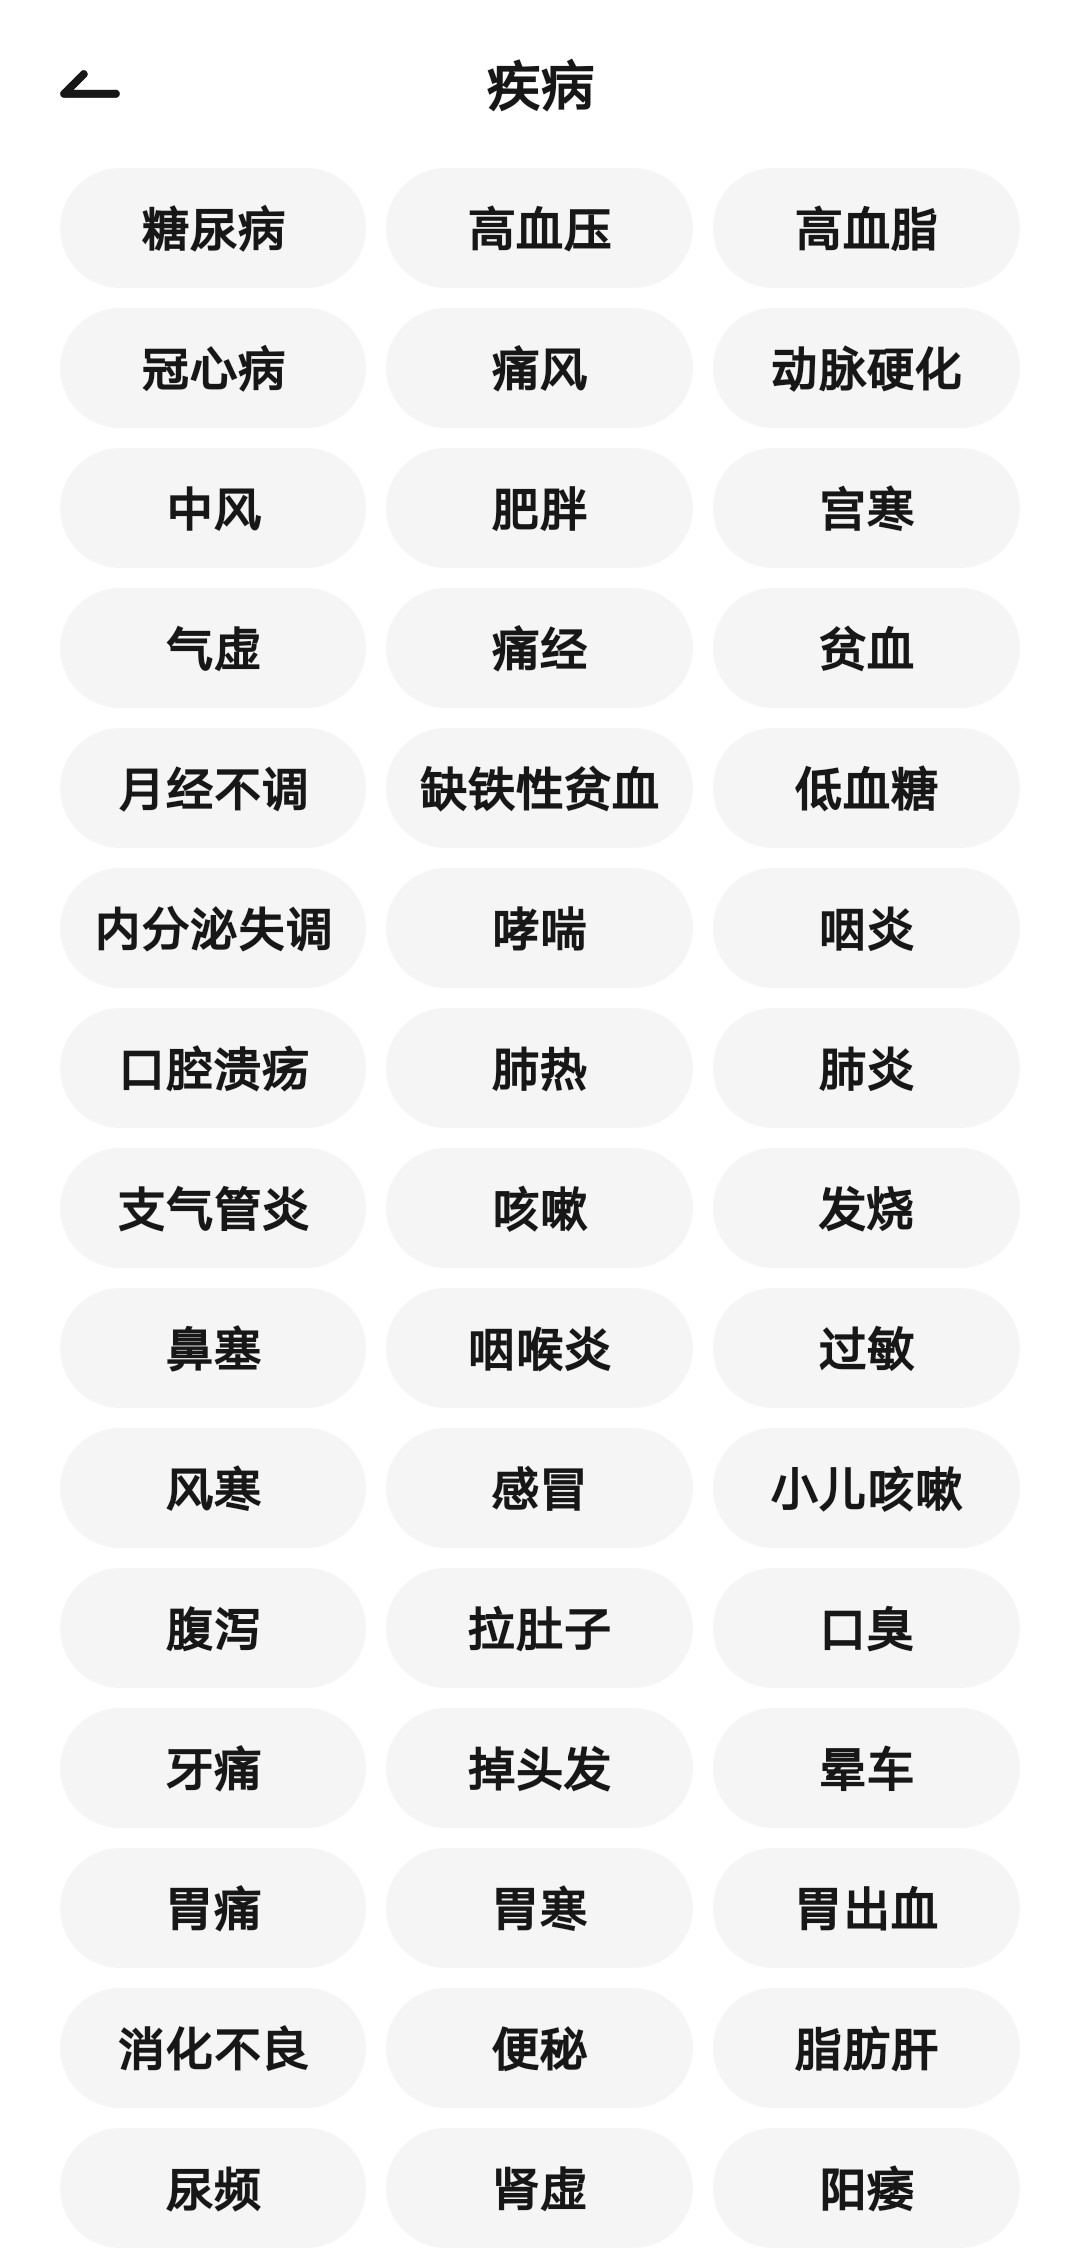 疾病
糖尿病 高血压 高血脂
冠心病 痛风 动脉硬化
中风 肥胖 宫寒
气虚 痛经 贫血
月经不调 缺铁性贫血 低血糖
内分泌失调 哮喘 咽炎
口腔溃疡 肺热 肺炎
支气管炎 咳嗽 发烧
鼻塞 咽喉炎 过敏
风寒 感冒 小儿咳嗽
腹泻 拉肚子 口臭
牙痛 掉头发 晕车
胃痛 胃寒 胃出血
消化不良 便秘 脂肪肝
尿频 肾虚 阳痿